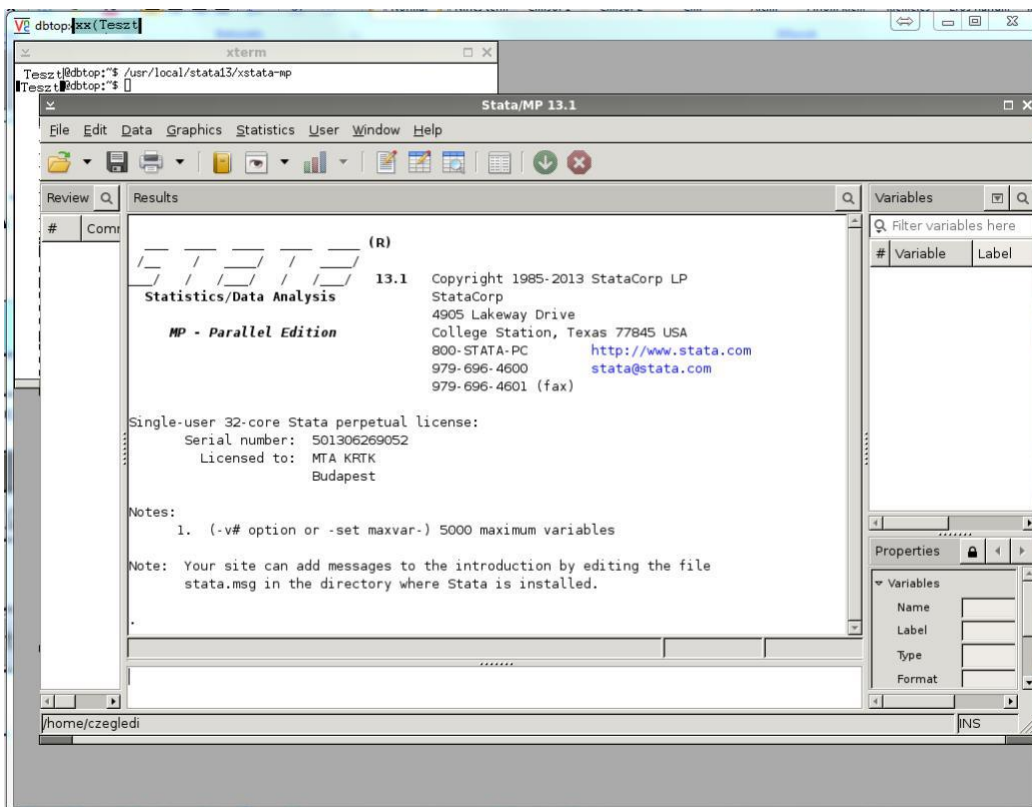 dbtop:xx(Teszt
xterm
Teszt@dbtop:~$ /usr/local/stata13/xstata-mp
Teszt@dbtop:~$
Stata/MP 13.1
File Edit Data Graphics Statistics User Window Help
Review
Results
Variables
# Comm
Filter variables here
# Variable Label
(R)
13.1 Copyright 1985-2013 StataCorp LP
Statistics/Data Analysis StataCorp
4905 Lakeway Drive
MP - Parallel Edition College Station, Texas 77845 USA
800-STATA-PC http://www.stata.com
979-696-4600 stata@stata.com
979-696-4601 (fax)
Single-user 32-core Stata perpetual license:
Serial number: 501306269052
Licensed to: MTA KRTK
Budapest
Notes:
1. (-v# option or -set maxvar-) 5000 maximum variables
Note: Your site can add messages to the introduction by editing the file
stata.msg in the directory where Stata is installed.
.
Properties
Variables
Name
Label
Type
Format
/home/czegledi
INS